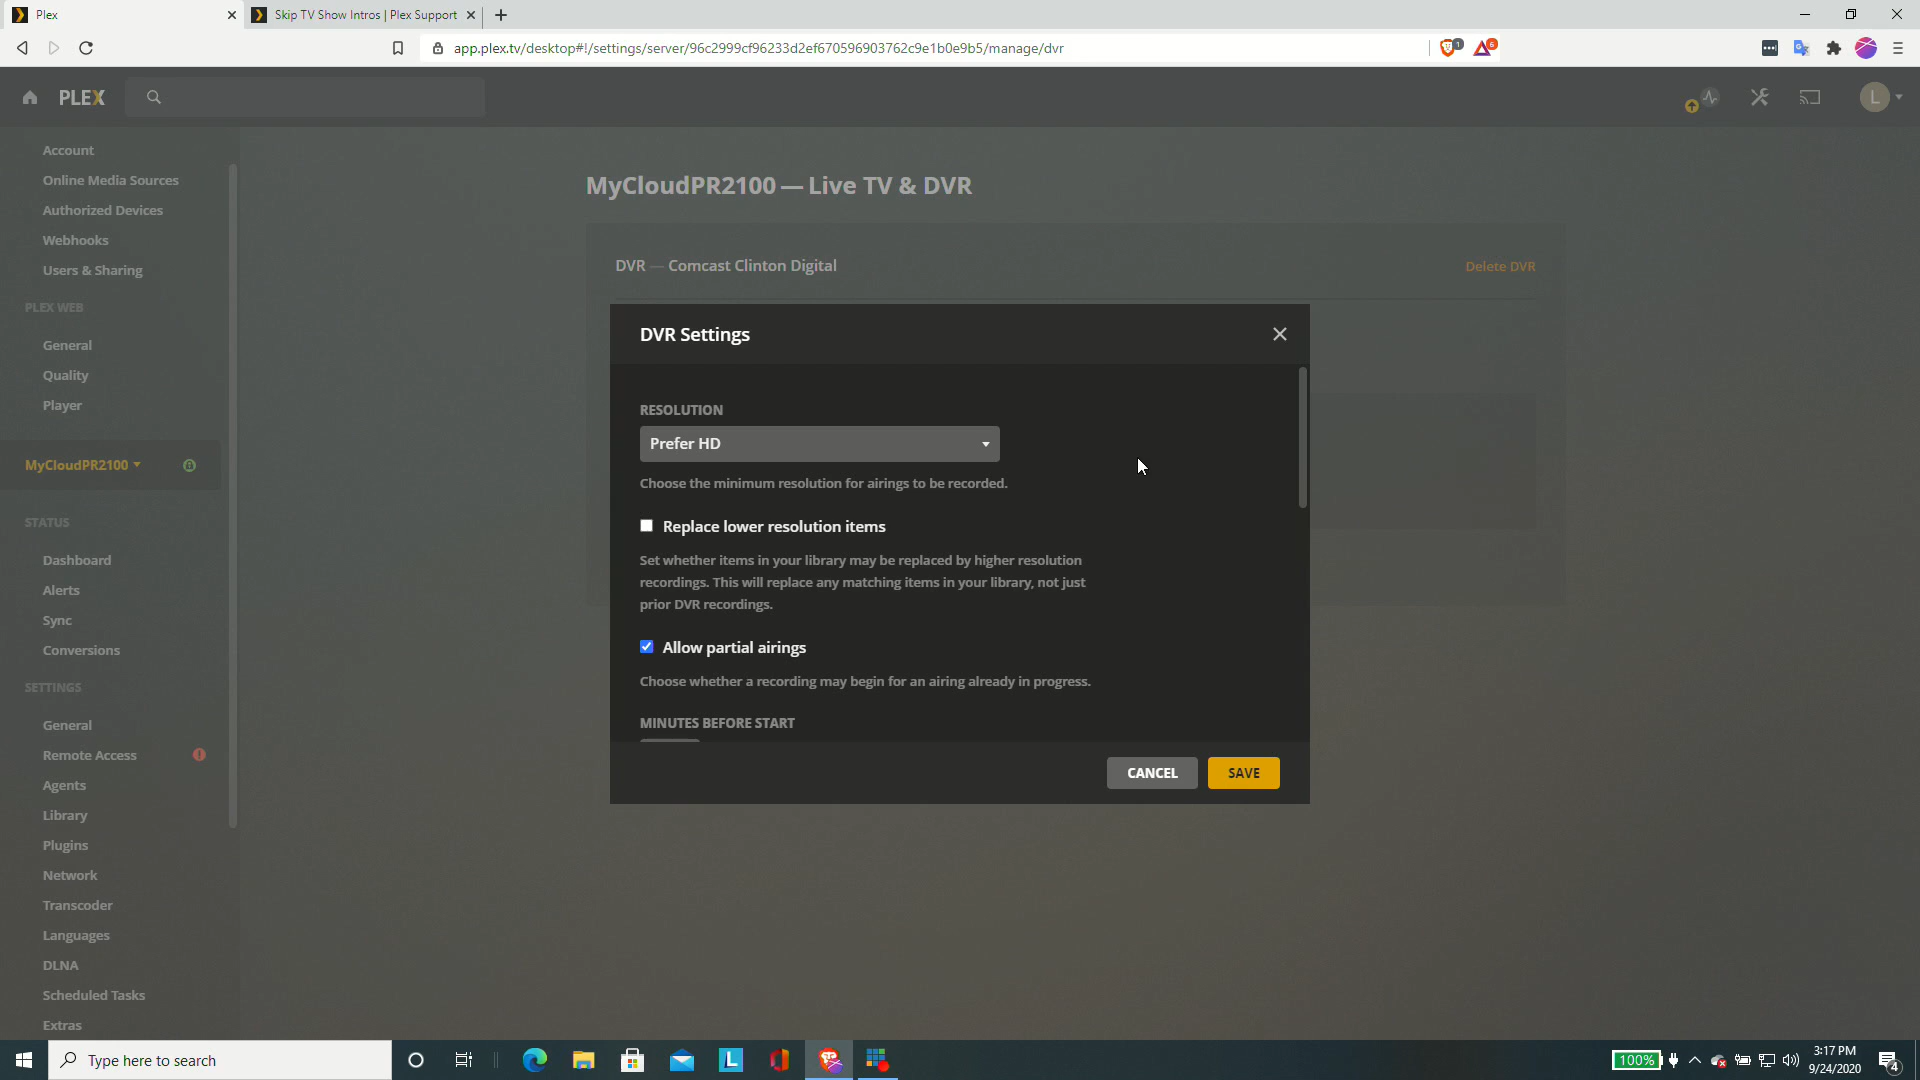 Plex
Skip TV Show Intros | Plex Support
app.plex.tv/desktop#!/settings/server/96c2999cf96233d2ef670596903762c9e1b0e9b5/manage/dvr
1
6
PLEX
L
Account
Online Media Sources
Authorized Devices
Webhooks
Users & Sharing
PLEX WEB
General
Quality
Player
MyCloudPR2100
STATUS
Dashboard
Alerts
Sync
Conversions
SETTINGS
General
Remote Access
Agents
Library
Plugins
Network
Transcoder
Languages
DLNA
Scheduled Tasks
Extras
MyCloudPR2100 — Live TV & DVR
DVR — Comcast Clinton Digital
Delete DVR
DVR Settings
RESOLUTION
Prefer HD
Choose the minimum resolution for airings to be recorded.
Replace lower resolution items
Set whether items in your library may be replaced by higher resolution
recordings. This will replace any matching items in your library, not just
prior DVR recordings.
Allow partial airings
Choose whether a recording may begin for an airing already in progress.
MINUTES BEFORE START
CANCEL
SAVE
Type here to search
L
100%
3:17 PM
9/24/2020
4